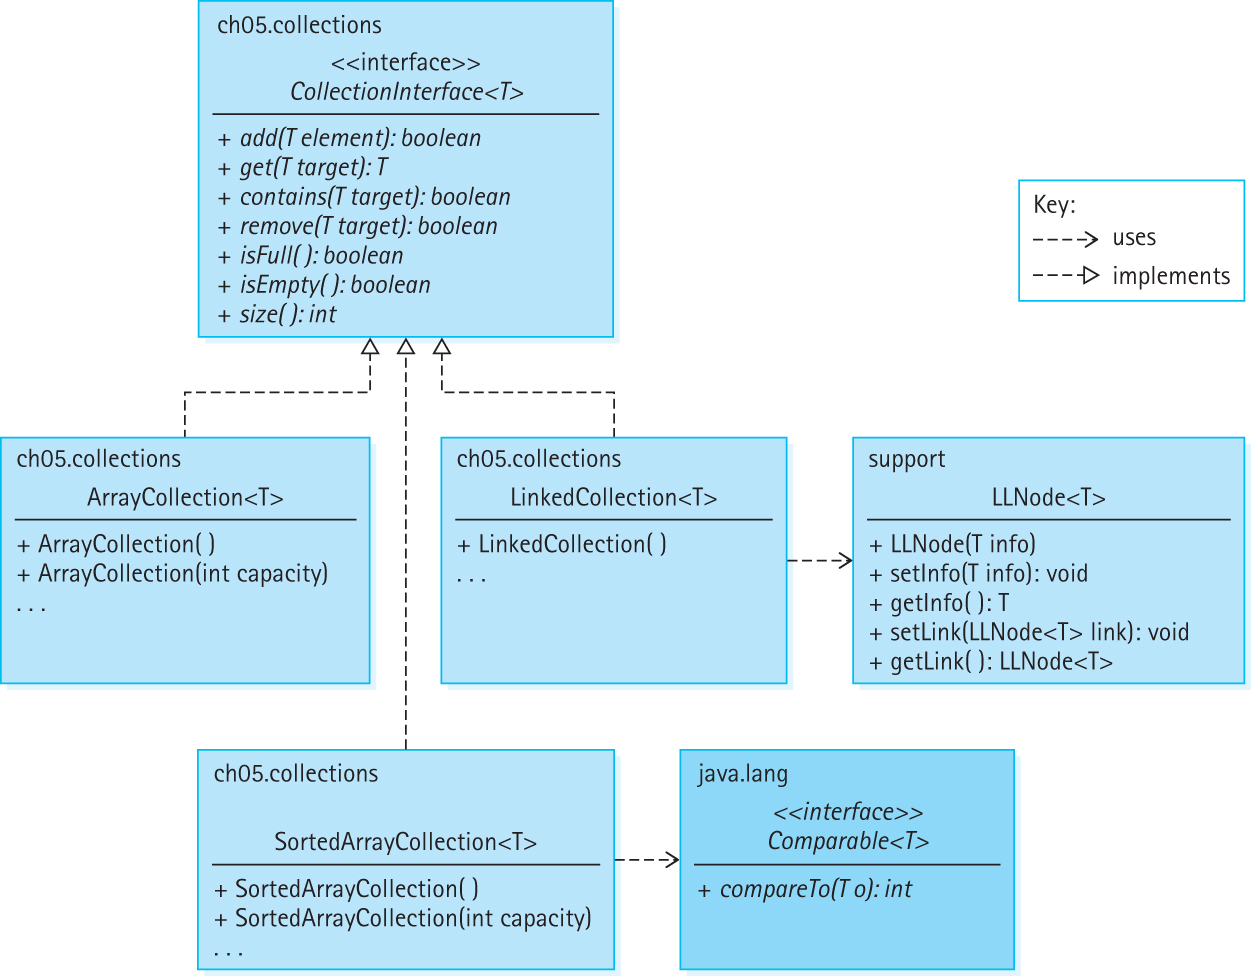 ch05.collections
<<interface>>
CollectionInterface<T>
+ add(T element): boolean
+ get(T target): T
+ contains(T target): boolean
+ remove(T target): boolean
+ isFull( ): boolean
+ isEmpty( ): boolean
+ size( ): int
Key:
uses
implements
ch05.collections
ArrayCollection<T>
+ ArrayCollection( )
+ ArrayCollection(int capacity)
. . .
ch05.collections
LinkedCollection<T>
+ LinkedCollection( )
. . .
support
LLNode<T>
+ LLNode(T info)
+ setInfo(T info): void
+ getInfo( ): T
+ setLink(LLNode<T> link): void
+ getLink( ): LLNode<T>
ch05.collections
SortedArrayCollection<T>
+ SortedArrayCollection( )
+ SortedArrayCollection(int capacity)
. . .
java.lang
<<interface>>
Comparable<T>
+ compareTo(T o): int